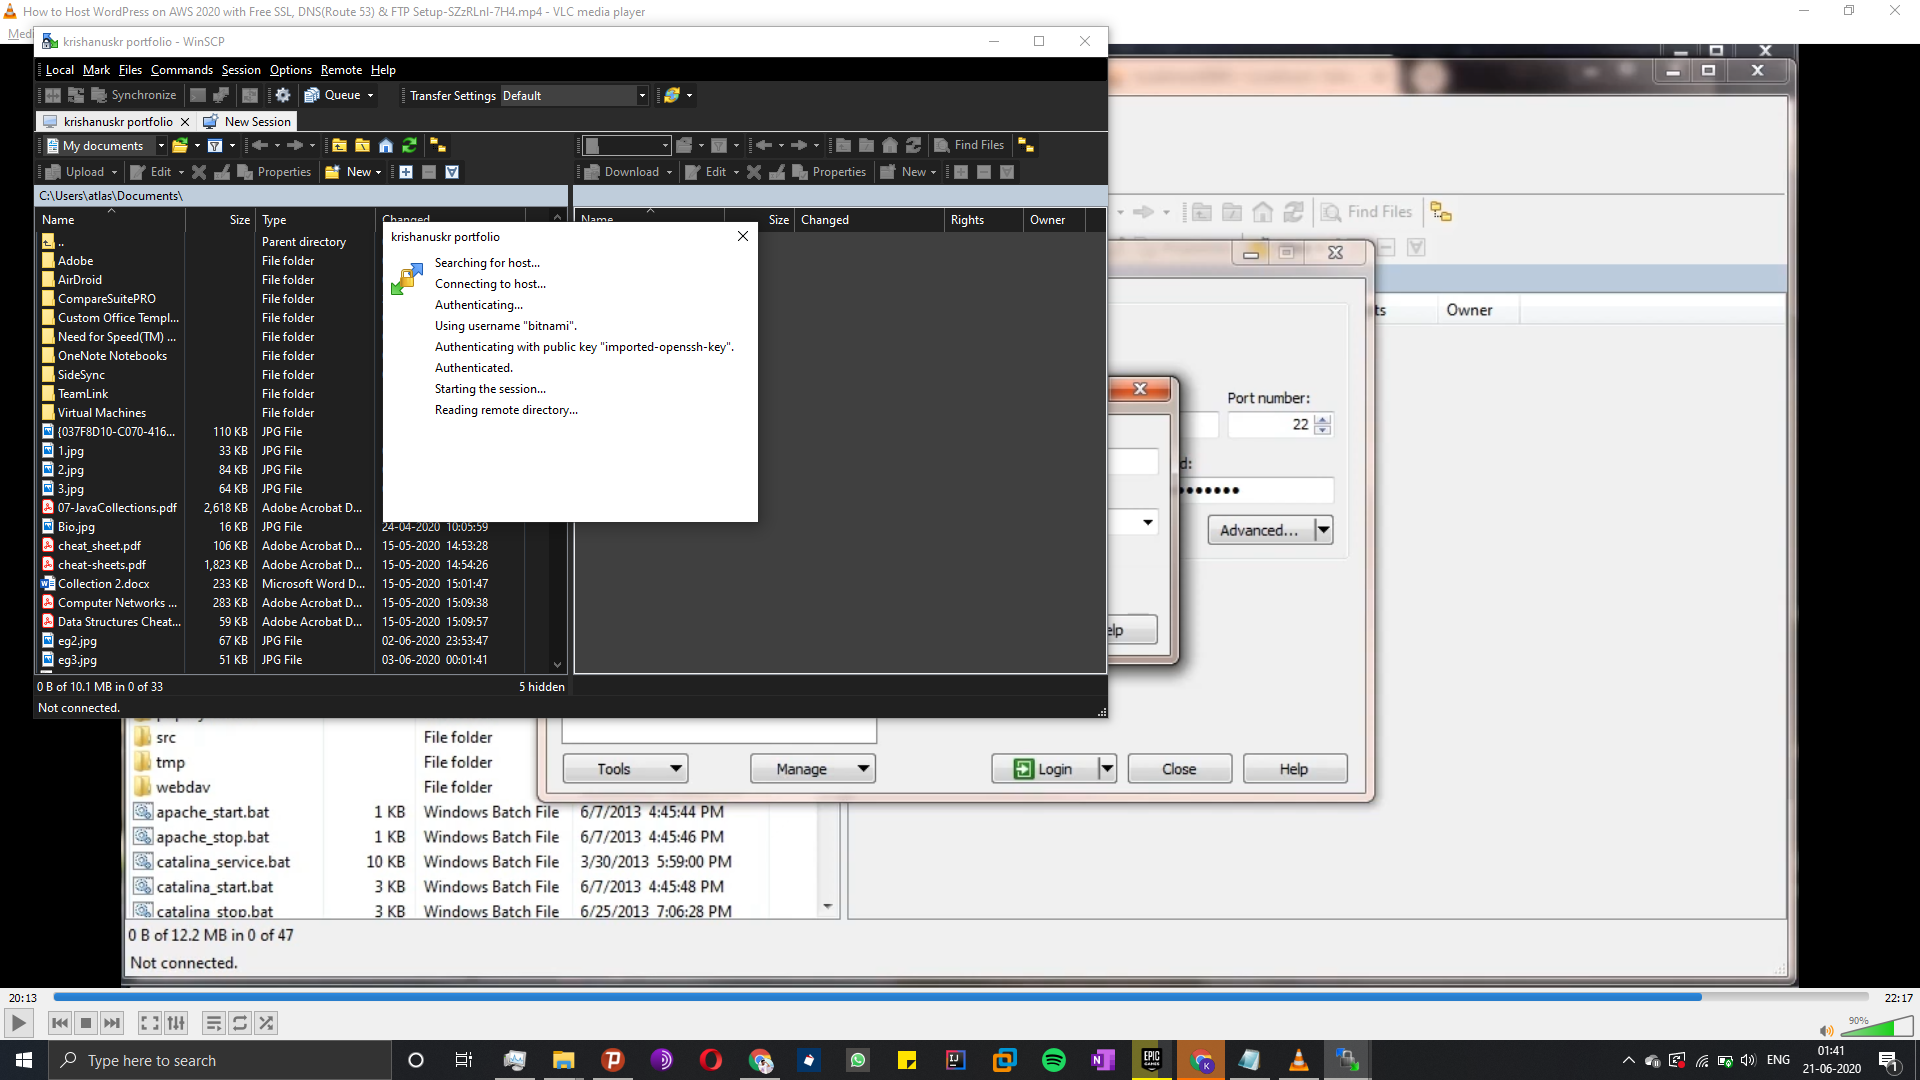 How to Host WordPress on AWS 2020 with Free SSL, DNS(Route 53) & FTP Setup-SZzRLnI-7H4.mp4 - VLC media player
Medi
krishanuskr portfolio - WinSCP
Local Mark Files Commands Session Options Remote Help
Synchronize Queue Transfer Settings Default
krishanuskr portfolio New Session
My documents Find Files
Upload Edit Properties New Download Edit Properties New
C:\Users\atlas\Documents\
Name Size Type Changed Name Size Changed Rights Owner
.. Parent directory
Adobe File folder
AirDroid File folder
CompareSuitePRO File folder
Custom Office Templ... File folder
Need for Speed(TM) ... File folder
OneNote Notebooks File folder
SideSync File folder
TeamLink File folder
Virtual Machines File folder
{037F8D10-C070-416... 110 KB JPG File
1.jpg 33 KB JPG File
2.jpg 84 KB JPG File
3.jpg 64 KB JPG File
07-JavaCollections.pdf 2,618 KB Adobe Acrobat D...
Bio.jpg 16 KB JPG File 24-04-2020 10:05:59
cheat_sheet.pdf 106 KB Adobe Acrobat D... 15-05-2020 14:53:28
cheat-sheets.pdf 1,823 KB Adobe Acrobat D... 15-05-2020 14:54:26
Collection 2.docx 233 KB Microsoft Word D... 15-05-2020 15:01:47
Computer Networks ... 283 KB Adobe Acrobat D... 15-05-2020 15:09:38
Data Structures Cheat... 59 KB Adobe Acrobat D... 15-05-2020 15:09:57
eg2.jpg 67 KB JPG File 02-06-2020 23:53:47
eg3.jpg 51 KB JPG File 03-06-2020 00:01:41
0 B of 10.1 MB in 0 of 33 5 hidden
Not connected.
krishanuskr portfolio
Searching for host...
Connecting to host...
Authenticating...
Using username "bitnami".
Authenticating with public key "imported-openssh-key".
Authenticated.
Starting the session...
Reading remote directory...
Find Files
ts Owner
Port number:
22
d:
Advanced...
elp
src File folder
tmp File folder
webdav File folder
Tools Manage Login Close Help
apache_start.bat 1 KB Windows Batch File 6/7/2013 4:45:44 PM
apache_stop.bat 1 KB Windows Batch File 6/7/2013 4:45:46 PM
catalina_service.bat 10 KB Windows Batch File 3/30/2013 5:59:00 PM
catalina_start.bat 3 KB Windows Batch File 6/7/2013 4:45:48 PM
catalina_stop.bat 3 KB Windows Batch File 6/25/2013 7:06:28 PM
0 B of 12.2 MB in 0 of 47
Not connected.
20:13 22:17
90%
Type here to search
EPIC GAMES
K
ENG
01:41
21-06-2020
1